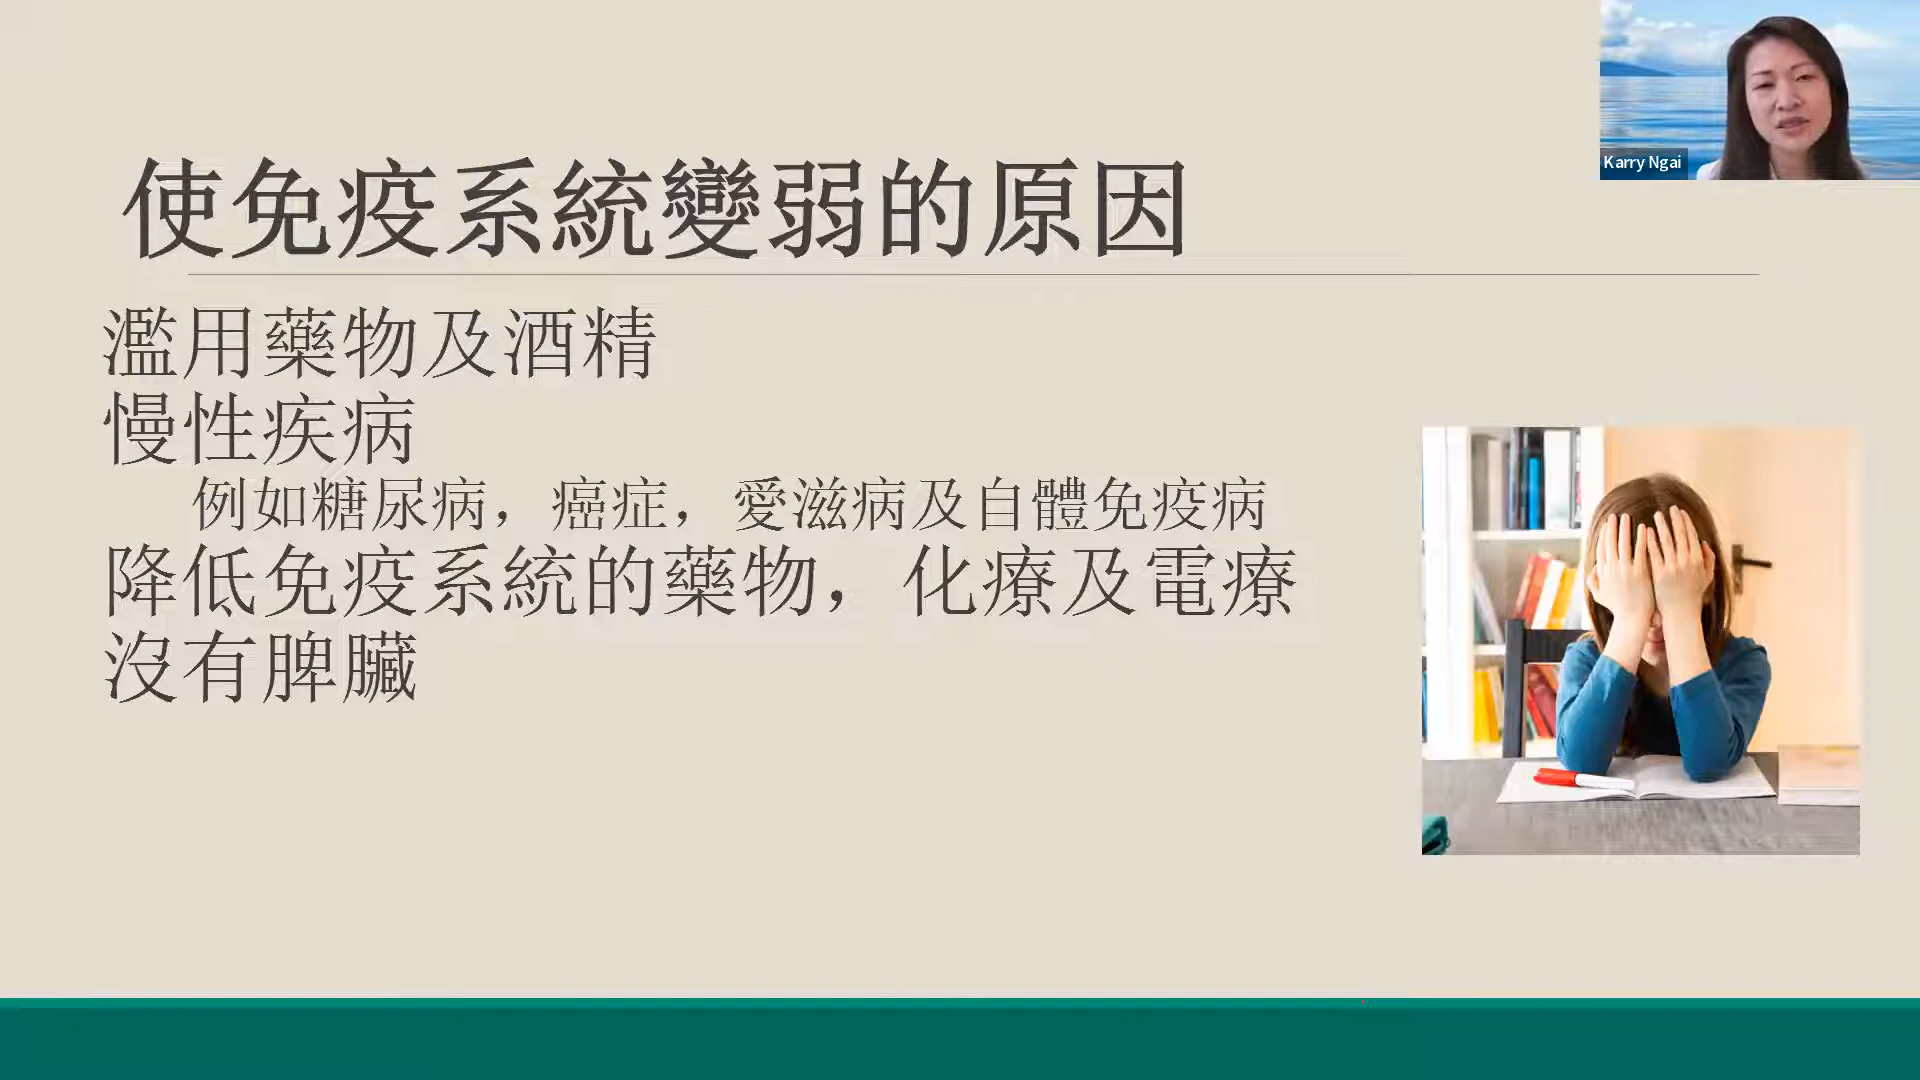 Karry Ngai
使免疫系統變弱的原因
濫用藥物及酒精
慢性疾病
例如糖尿病，癌症，愛滋病及自體免疫病
降低免疫系統的藥物，化療及電療
沒有脾臟